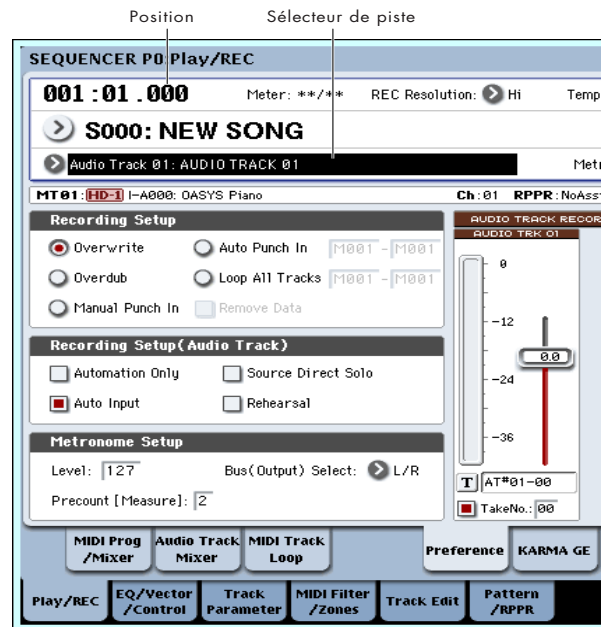 Position Sélecteur de piste
SEQUENCER P0:Play/REC
001:01.000 Meter: **/** REC Resolution: Hi Temp
S000: NEW SONG
Audio Track 01: AUDIO TRACK 01 Met
MT01: HD-1 I-A000: OASYS Piano Ch:01 RPPR:NoAss
Recording Setup
AUDIO TRACK RECOR
AUDIO TRK 01
Overwrite Auto Punch In M001 - M001
Overdub Loop All Tracks M001 - M001
Manual Punch In Remove Data
0
-12
0.0
-24
-36
Recording Setup(Audio Track)
Automation Only Source Direct Solo
Auto Input Rehearsal
Metronome Setup
Level: 127 Bus(Output) Select: L/R
Precount [Measure]: 2
T AT#01-00
TakeNo.: 00
MIDI Prog
/Mixer
Audio Track
Mixer
MIDI Track
Loop
Preference
KARMA GE
Play/REC
EQ/Vector
/Control
Track
Parameter
MIDI Filter
/Zones
Track Edit
Pattern
/RPPR